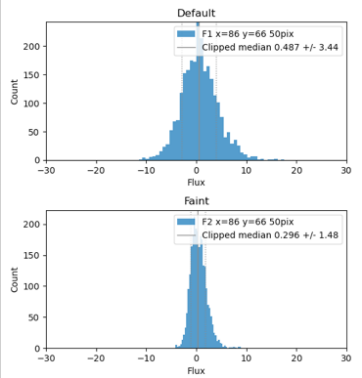 Default
F1 x=86 y=66 50pix
Clipped median 0.487 +/- 3.44
200
150
100
50
0
Count
−30 −20 −10 0 10 20 30
Flux
Faint
F2 x=86 y=66 50pix
Clipped median 0.296 +/- 1.48
200
150
100
50
0
Count
−30 −20 −10 0 10 20 30
Flux